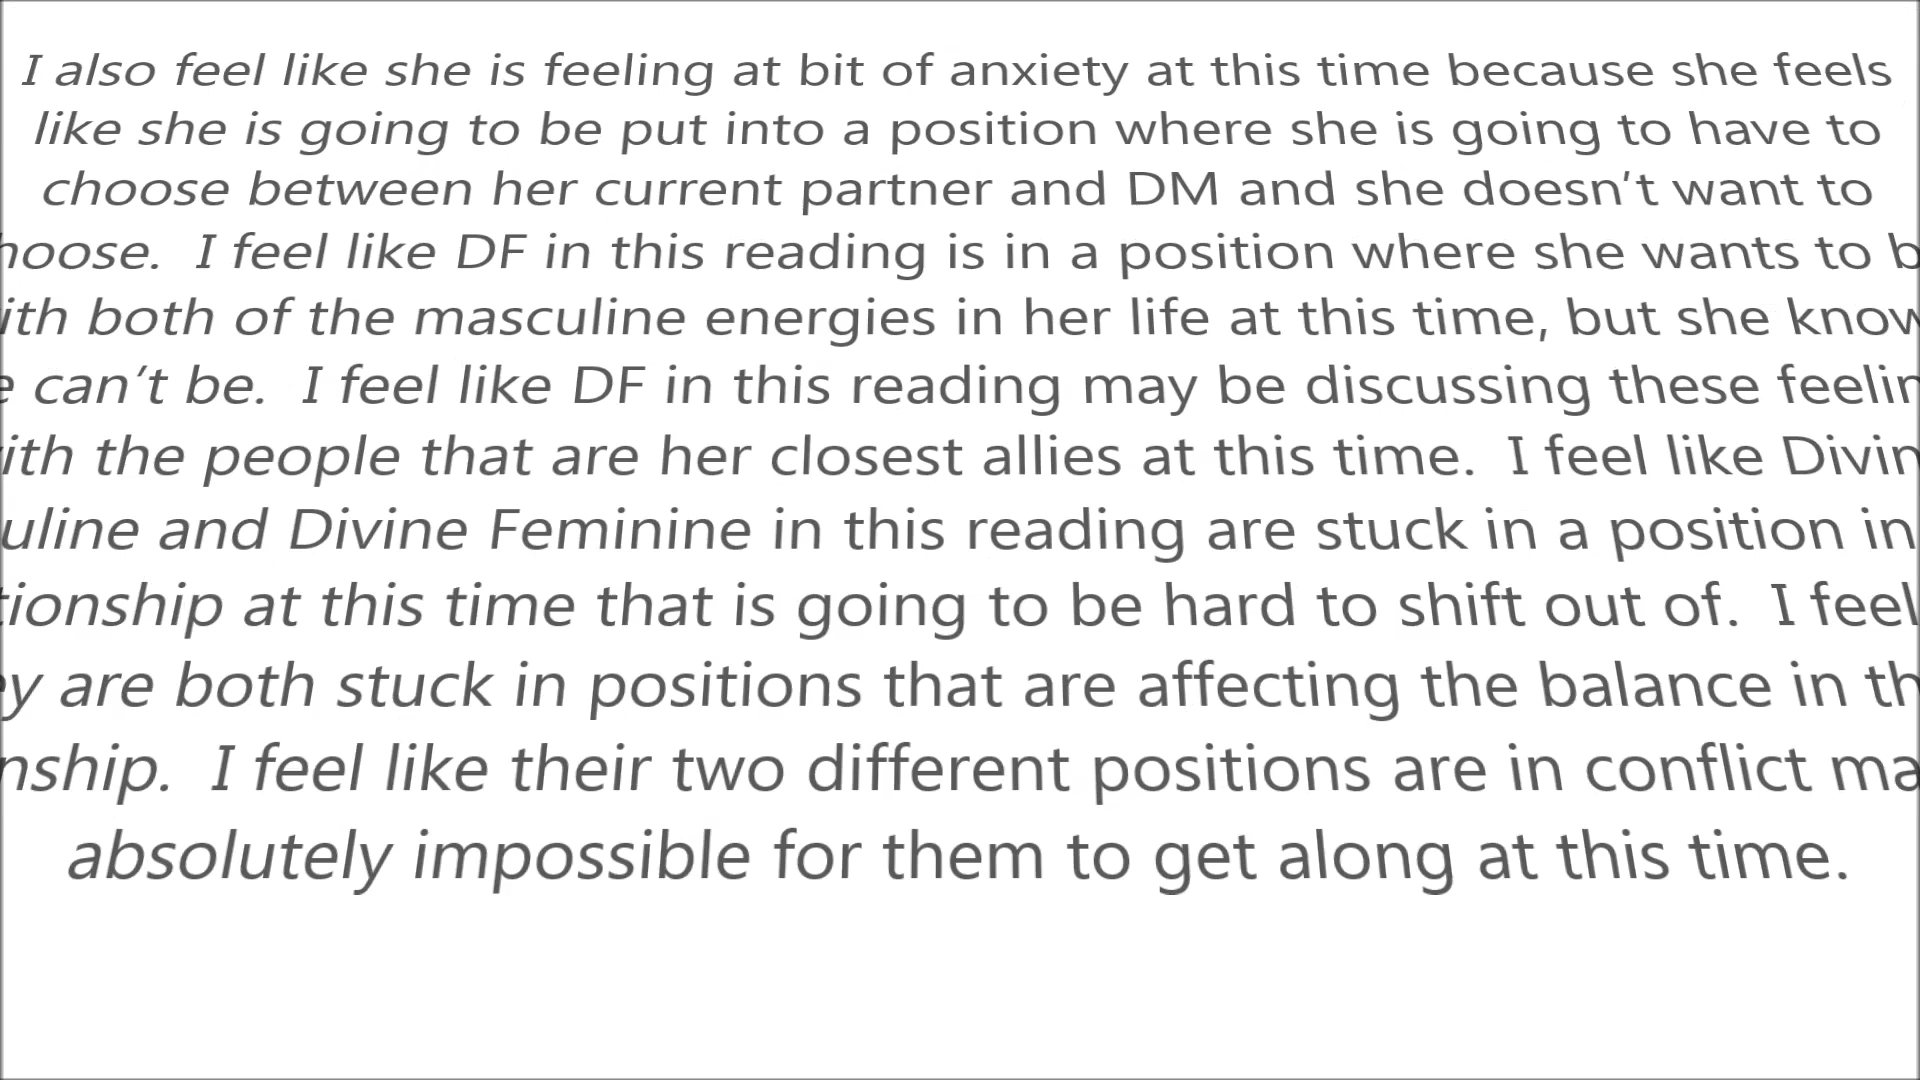 I also feel like she is feeling at bit of anxiety at this time because she feels
like she is going to be put into a position where she is going to have to
choose between her current partner and DM and she doesn't want to
hoose. I feel like DF in this reading is in a position where she wants to b
ith both of the masculine energies in her life at this time, but she know
e can't be. I feel like DF in this reading may be discussing these feelin
ith the people that are her closest allies at this time. I feel like Divin
uline and Divine Feminine in this reading are stuck in a position in
tionship at this time that is going to be hard to shift out of. I feel
ey are both stuck in positions that are affecting the balance in th
nship. I feel like their two different positions are in conflict ma
absolutely impossible for them to get along at this time.